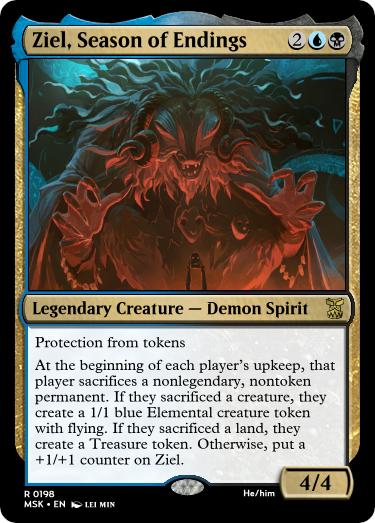 Ziel, Season of Endings 2
Legendary Creature — Demon Spirit
Protection from tokens
At the beginning of each player's upkeep, that
player sacrifices a nonlegendary, nontoken
permanent. If they sacrificed a creature, they
create a 1/1 blue Elemental creature token
with flying. If they sacrificed a land, they
create a Treasure token. Otherwise, put a
+1/+1 counter on Ziel.
4/4
R 0198
MSK • EN LEI MIN
He/him